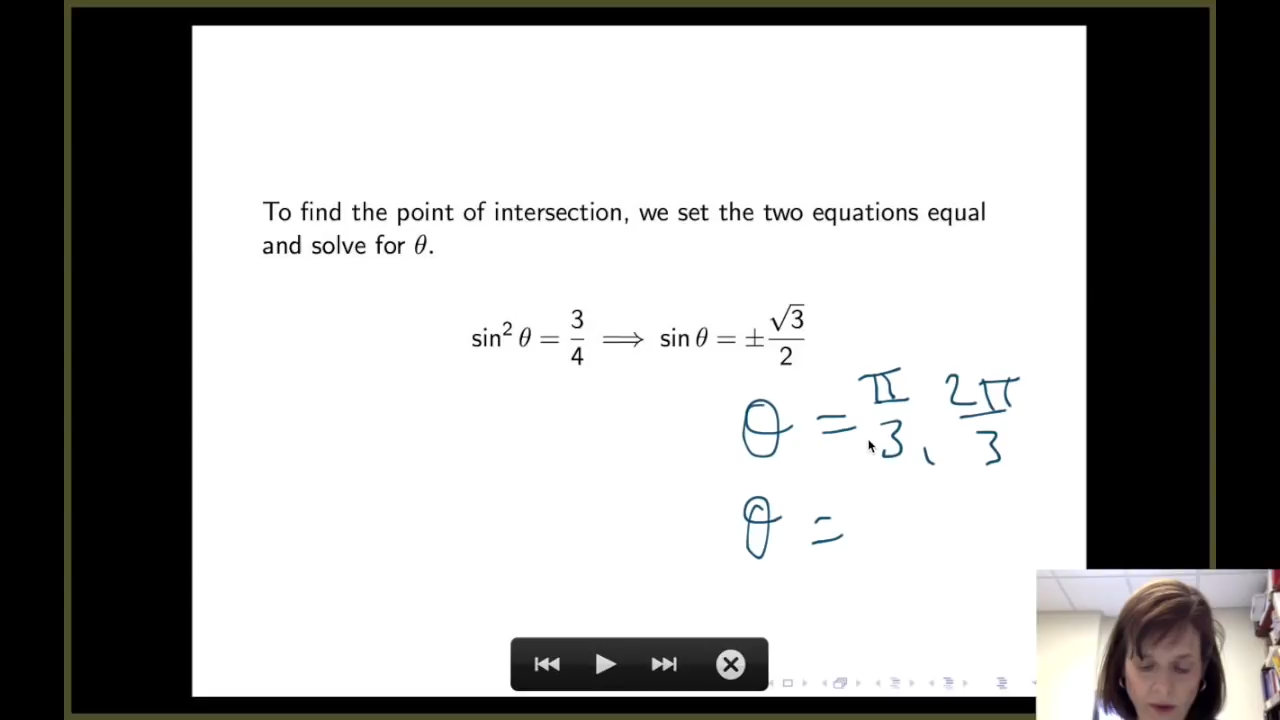 To find the point of intersection, we set the two equations equal
and solve for θ.
sin² θ = 3/4 ⟹ sin θ = ± √3/2
θ = π/3, 2π/3
θ =